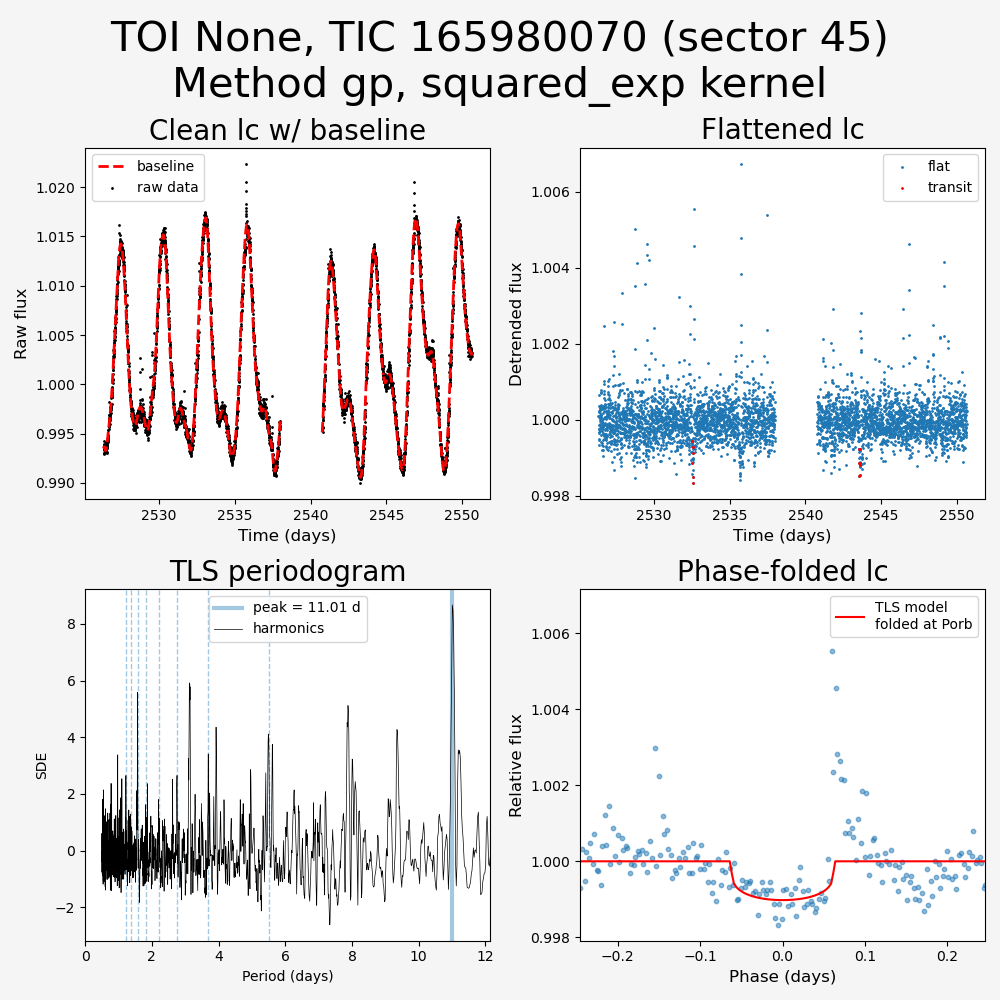 TOI None, TIC 165980070 (sector 45)
Method gp, squared_exp kernel
Clean lc w/ baseline
baseline
raw data
1.020
1.015
1.010
1.005
1.000
0.995
0.990
Raw flux
2530
2535
2540
2545
2550
Time (days)
Flattened lc
flat
transit
1.006
1.004
1.002
1.000
0.998
Detrended flux
2530
2535
2540
2545
2550
Time (days)
TLS periodogram
peak = 11.01 d
harmonics
8
6
4
2
0
−2
SDE
0
2
4
6
8
10
12
Period (days)
Phase-folded lc
TLS model
folded at Porb
1.006
1.004
1.002
1.000
0.998
Relative flux
−0.2
−0.1
0.0
0.1
0.2
Phase (days)